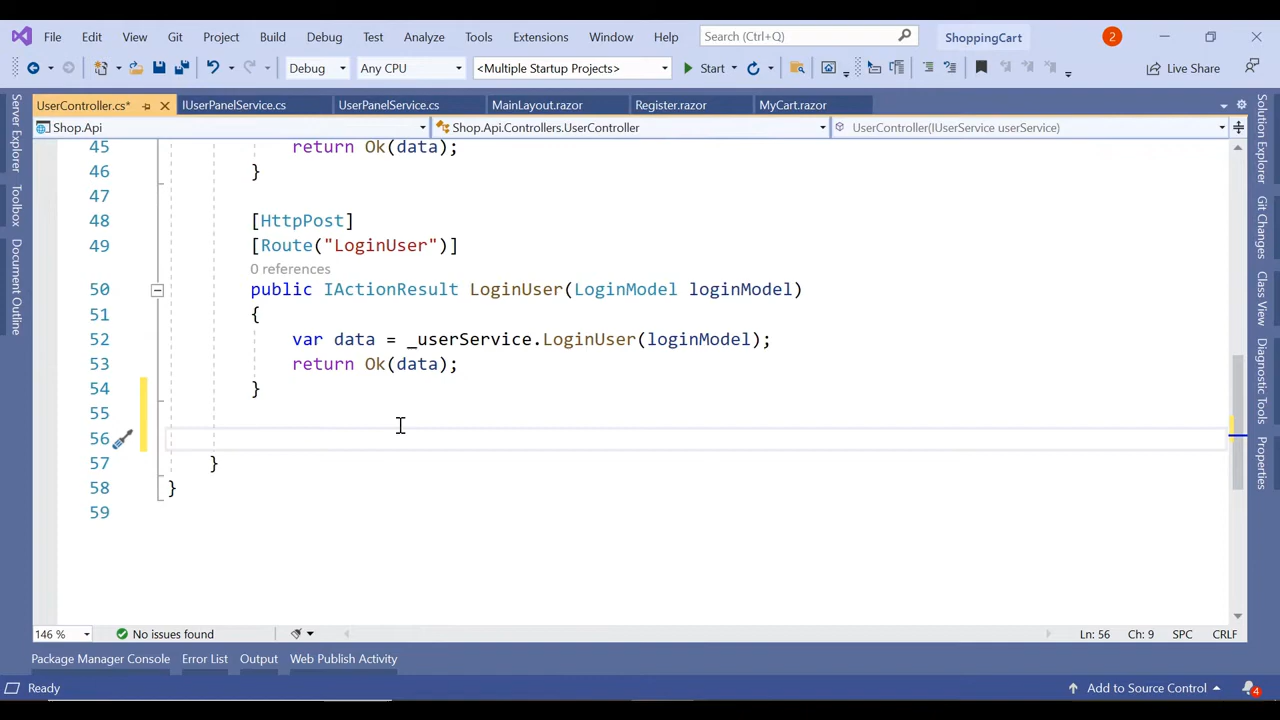 File Edit View Git Project Build Debug Test Analyze Tools Extensions Window Help Search (Ctrl+Q) ShoppingCart 2
Debug Any CPU <Multiple Startup Projects> Start Live Share
UserController.cs* IUserPanelService.cs UserPanelService.cs MainLayout.razor Register.razor MyCart.razor
Shop.Api Shop.Api.Controllers.UserController UserController(IUserService userService)
Server Explorer
Toolbox
Document Outline
45 return Ok(data);
46 }
47
48 [HttpPost]
49 [Route("LoginUser")]
0 references
50 public IActionResult LoginUser(LoginModel loginModel)
51 {
52 var data = _userService.LoginUser(loginModel);
53 return Ok(data);
54 }
55
56
57 }
58 }
59
Solution Explorer
Git Changes
Class View
Diagnostic Tools
Properties
146 % No issues found Ln: 56 Ch: 9 SPC CRLF
Package Manager Console Error List Output Web Publish Activity
Ready Add to Source Control 4